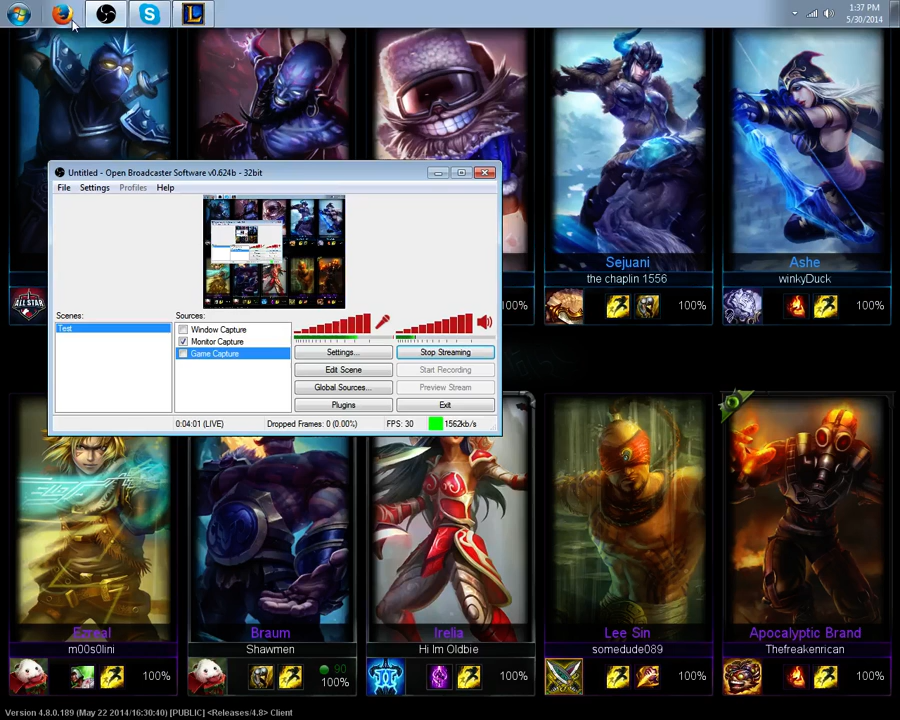 1:37 PM
5/30/2014
Untitled - Open Broadcaster Software v0.624b - 32bit
File Settings Profiles Help
Scenes:
Test
Sources:
Window Capture
Monitor Capture
Game Capture
Settings...
Stop Streaming
Edit Scene
Start Recording
Global Sources...
Preview Stream
Plugins
Exit
0:04:01 (LIVE) Dropped Frames: 0 (0.00%) FPS: 30 1562kb/s
Sejuani
the chaplin 1556
Ashe
winkyDuck
ALL STAR
00%
100%
100%
Ezreal
m00s0lini
Braum
Shawmen
Irelia
Hi Im Oldbie
Lee Sin
somedude089
Apocalyptic Brand
Thefreakenrican
100%
90
100%
100%
100%
100%
Version 4.8.0.189 (May 22 2014/16:30:40) [PUBLIC] <Releases/4.8> Client